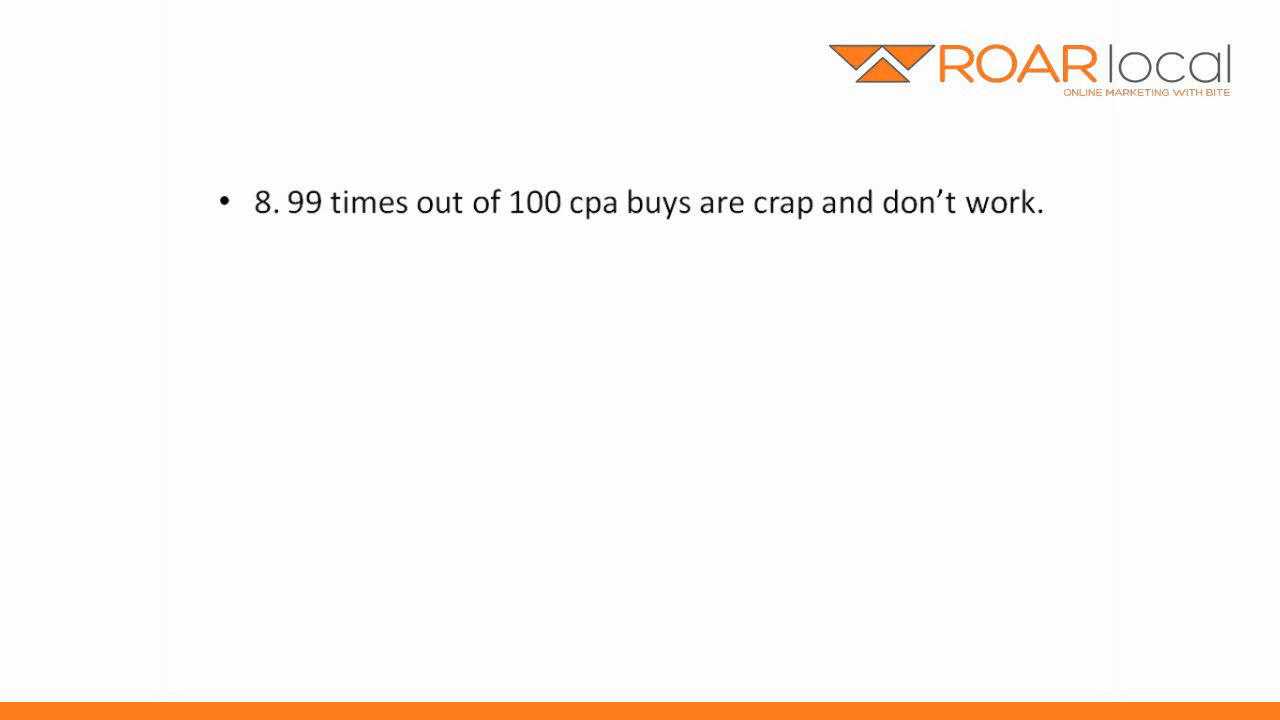 ROAR local
ONLINE MARKETING WITH BITE
• 8. 99 times out of 100 cpa buys are crap and don’t work.